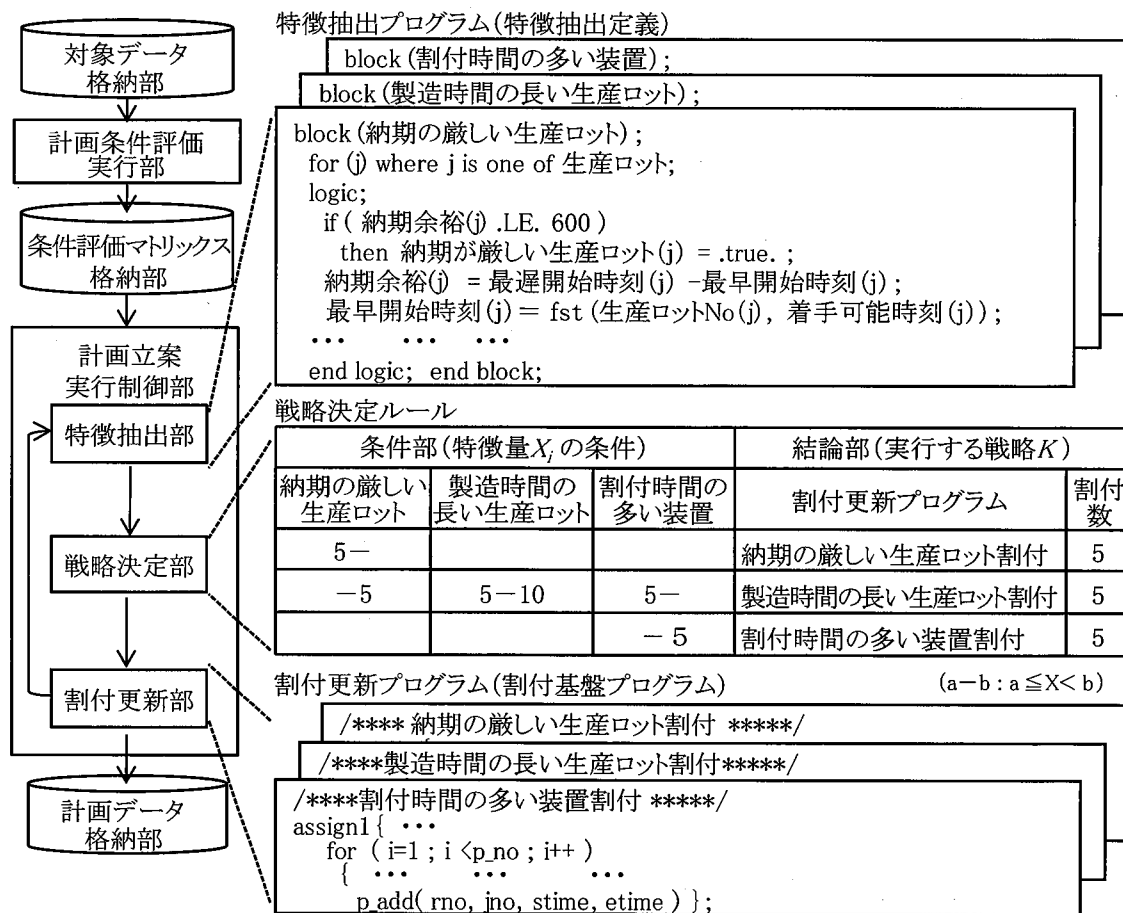 対象データ
格納部
計画条件評価
実行部
条件評価マトリックス
格納部
計画立案
実行制御部
特徴抽出部
戦略決定部
割付更新部
計画データ
格納部
特徴抽出プログラム(特徴抽出定義)
block(割付時間の多い装置);
block(製造時間の長い生産ロット);
block(納期の厳しい生産ロット);
for (j) where j is one of 生産ロット;
logic;
if( 納期余裕(j) .LE. 600 )
then 納期が厳しい生産ロット(j) = .true. ;
納期余裕(j) = 最遅開始時刻(j) -最早開始時刻(j) ;
最早開始時刻(j)= fst (生産ロットNo(j), 着手可能時刻(j));
… … …
end logic; end block;
戦略決定ルール
条件部(特徴量Xiの条件) 結論部(実行する戦略K)
納期の厳しい 製造時間の 割付時間の 割付更新プログラム 割付
生産ロット 長い生産ロット 多い装置 数
5− 納期の厳しい生産ロット割付 5
−5 5−10 5− 製造時間の長い生産ロット割付 5
−5 割付時間の多い装置割付 5
割付更新プログラム(割付基盤プログラム) (a−b : a≦X< b)
/**** 納期の厳しい生産ロット割付 *****/
/****製造時間の長い生産ロット割付*****/
/****割付時間の多い装置割付 *****/
assign1{ …
for ( i=1 ; i <p_no ; i++ )
{ … … …
p_add( rno, jno, stime, etime ) };